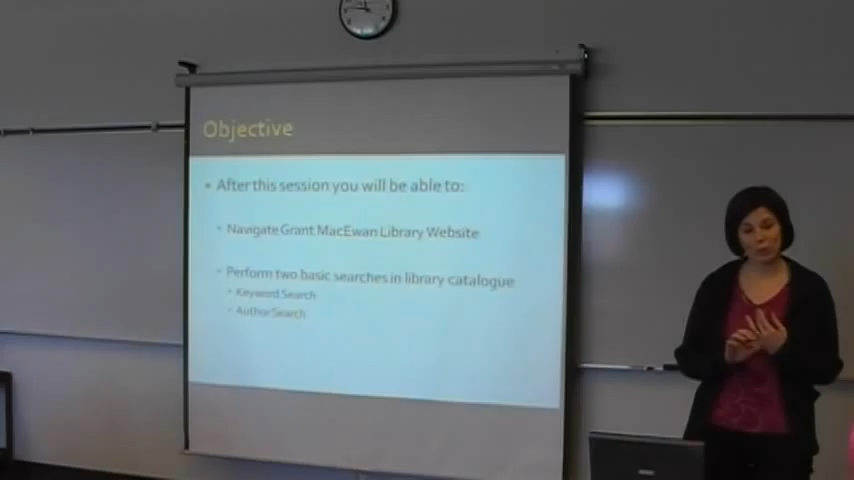 Objective
After this session you will be able to:
Navigate Grant MacEwan Library Website
Perform two basic searches in library catalogue
Keyword Search
Author Search